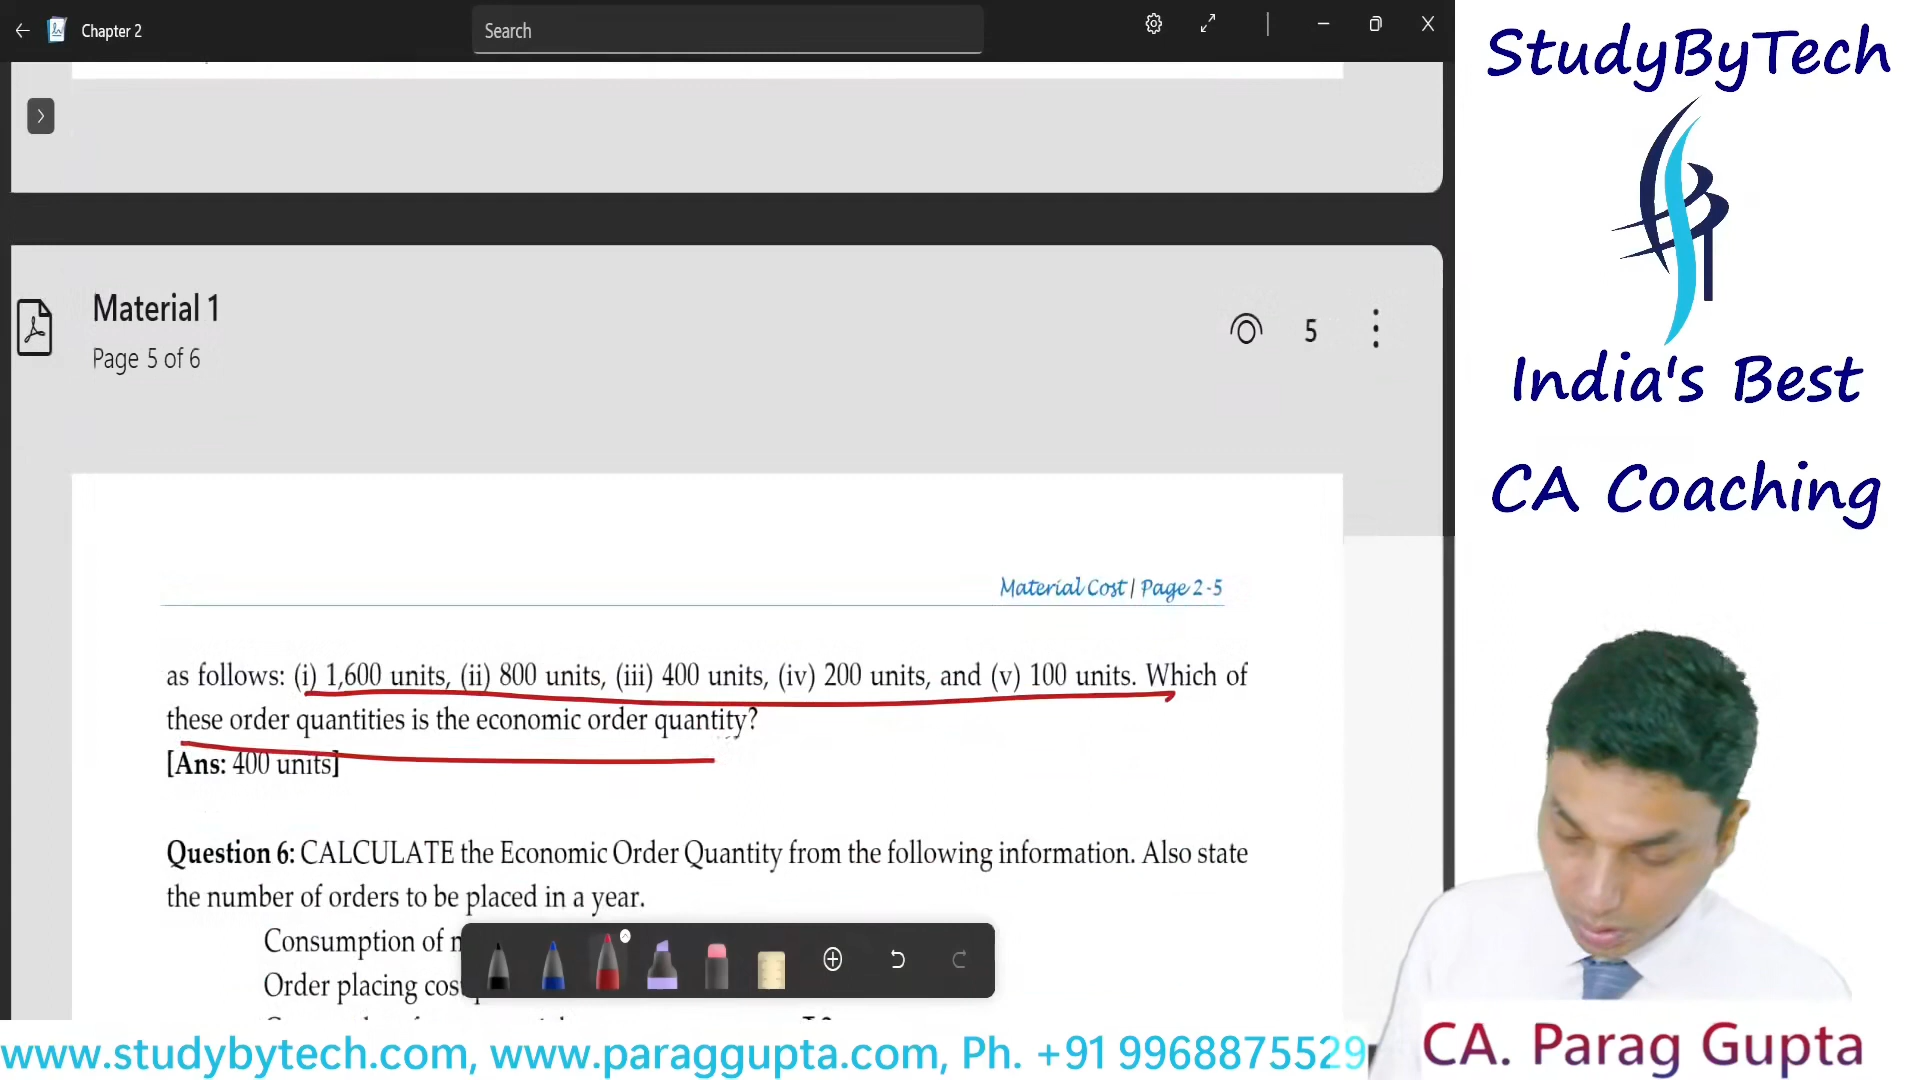 Chapter 2
Search
StudyByTech
India's Best
CA Coaching
Material 1
Page 5 of 6
5
Material Cost | Page 2-5
as follows: (i) 1,600 units, (ii) 800 units, (iii) 400 units, (iv) 200 units, and (v) 100 units. Which of
these order quantities is the economic order quantity?
[Ans: 400 units]
Question 6: CALCULATE the Economic Order Quantity from the following information. Also state
the number of orders to be placed in a year.
Consumption of
Order placing
www.studybytech.com, www.paraggupta.com, Ph. +91 9968875529
CA. Parag Gupta